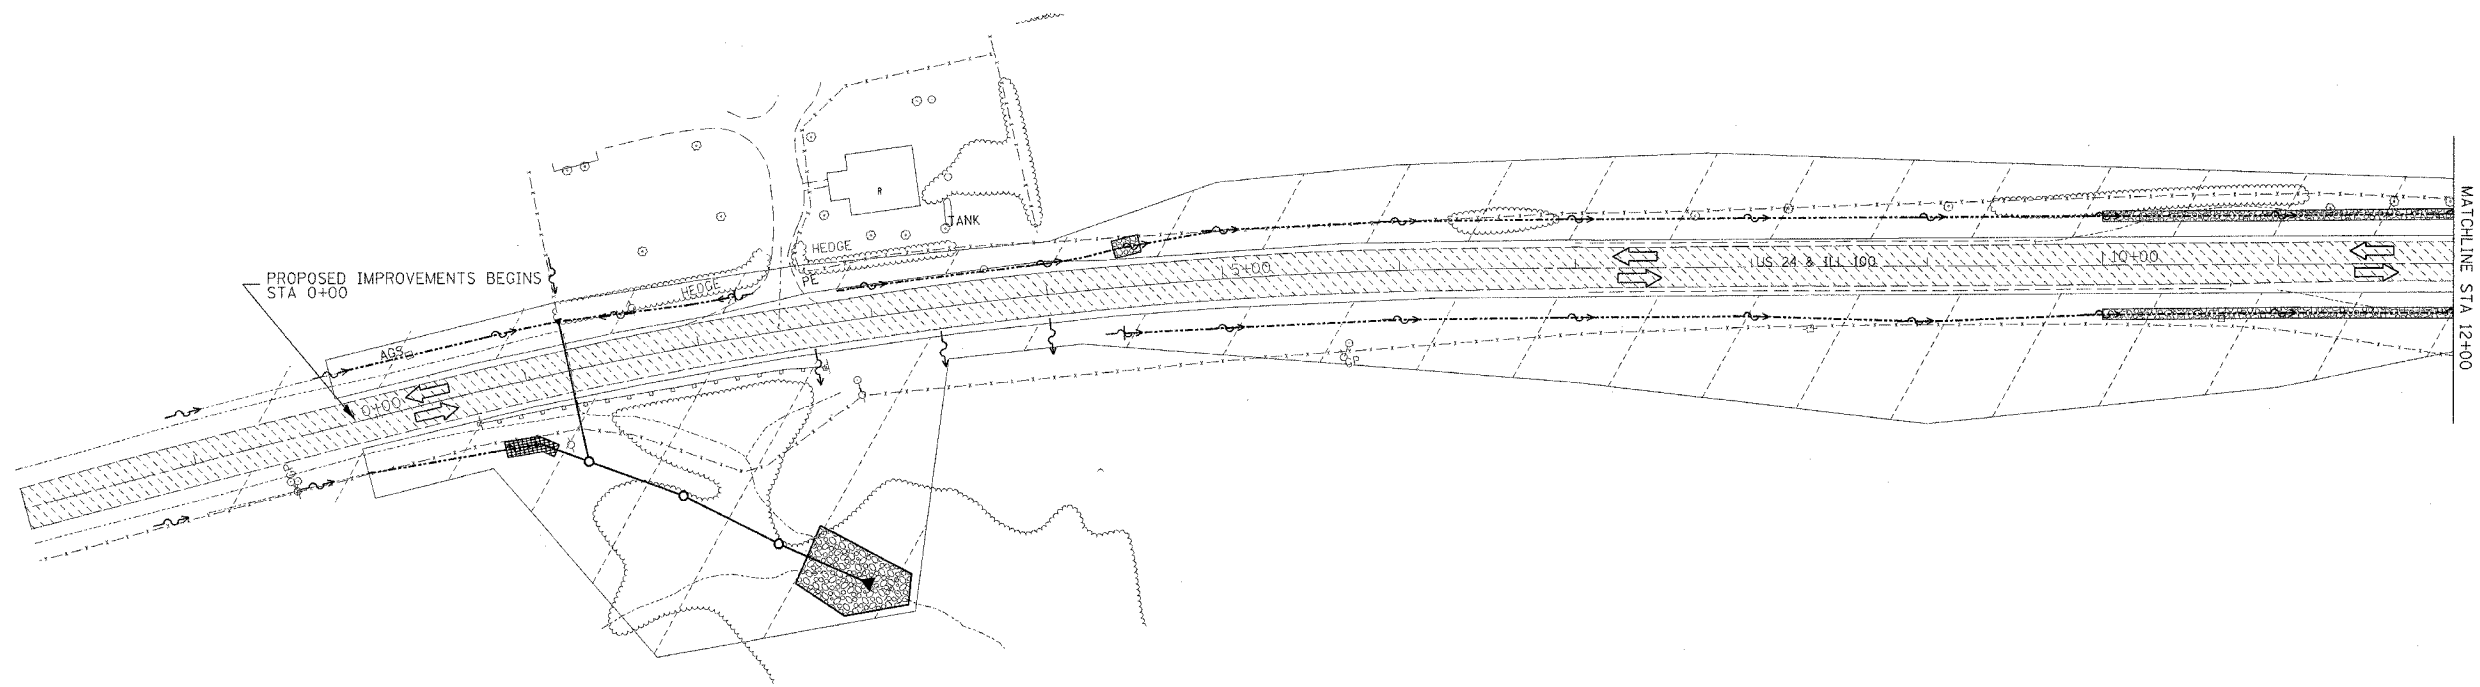 PROPOSED IMPROVEMENTS BEGINS
STA 0+00
AGS
0+00
HEDGE
HEDGE
PE
R
TANK
5+00
US 24 & ILL 100
10+00
MATCHLINE STA 12+00